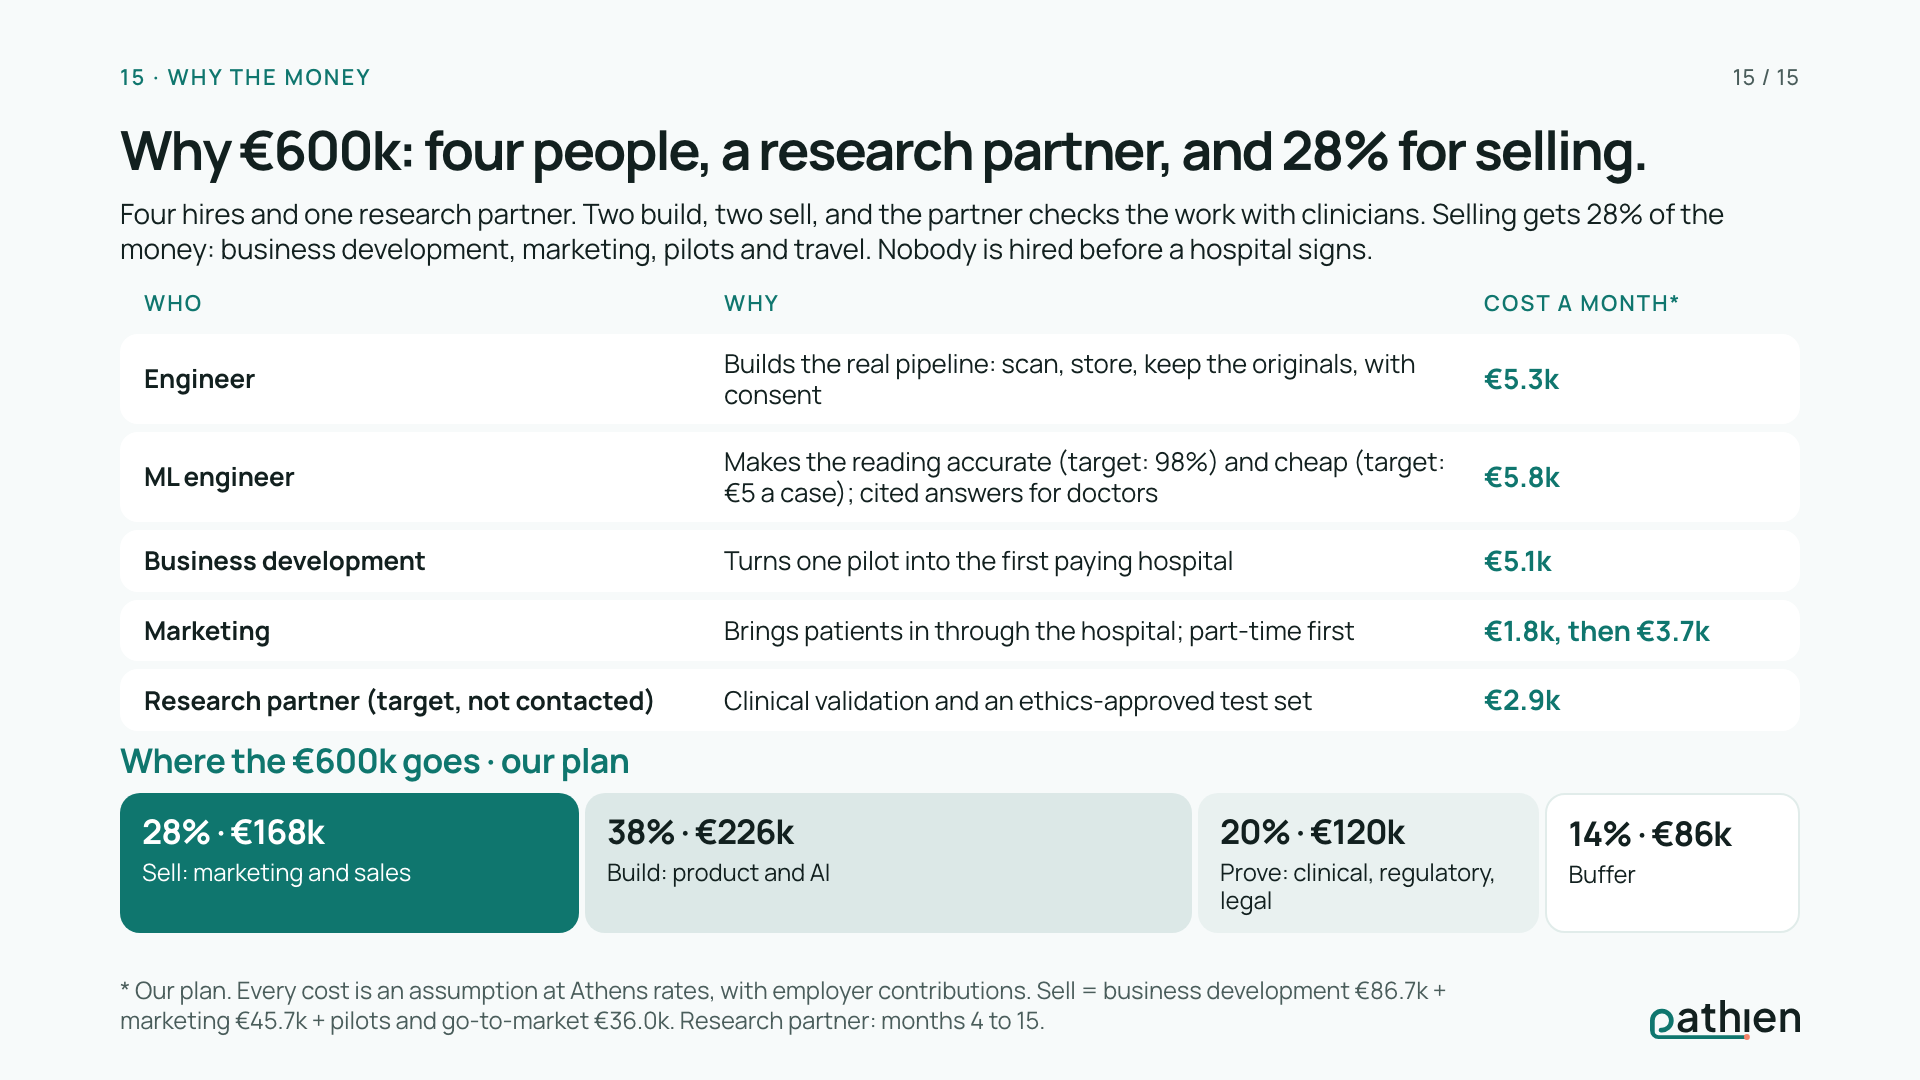 15 · WHY THE MONEY
15 / 15
Why €600k: four people, a research partner, and 28% for selling.
Four hires and one research partner. Two build, two sell, and the partner checks the work with clinicians. Selling gets 28% of the
money: business development, marketing, pilots and travel. Nobody is hired before a hospital signs.
WHO
WHY
COST A MONTH*
Engineer
Builds the real pipeline: scan, store, keep the originals, with
consent
€5.3k
ML engineer
Makes the reading accurate (target: 98%) and cheap (target:
€5 a case); cited answers for doctors
€5.8k
Business development
Turns one pilot into the first paying hospital
€5.1k
Marketing
Brings patients in through the hospital; part-time first
€1.8k, then €3.7k
Research partner (target, not contacted)
Clinical validation and an ethics-approved test set
€2.9k
Where the €600k goes · our plan
28% · €168k
Sell: marketing and sales
38% · €226k
Build: product and AI
20% · €120k
Prove: clinical, regulatory,
legal
14% · €86k
Buffer
* Our plan. Every cost is an assumption at Athens rates, with employer contributions. Sell = business development €86.7k +
marketing €45.7k + pilots and go-to-market €36.0k. Research partner: months 4 to 15.
pathien